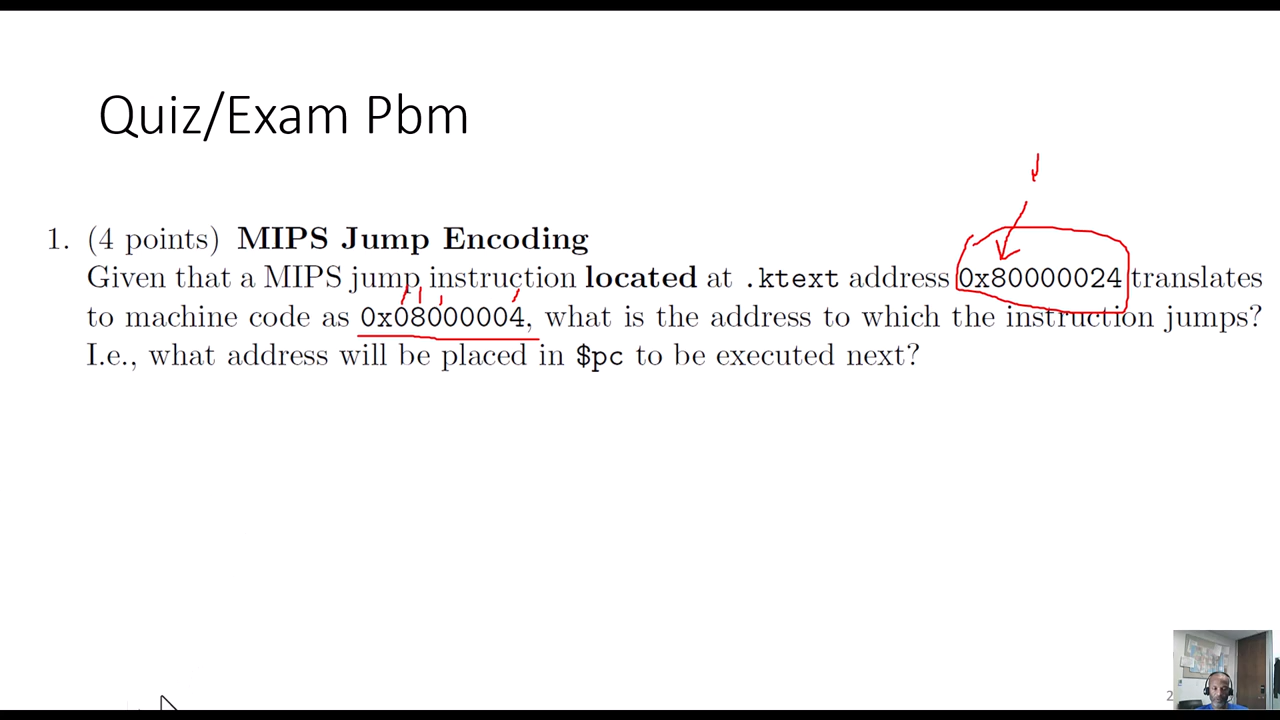 Quiz/Exam Pbm
1. (4 points) MIPS Jump Encoding
Given that a MIPS jump instruction located at .ktext address 0x80000024 translates
to machine code as 0x08000004, what is the address to which the instruction jumps?
I.e., what address will be placed in $pc to be executed next?
2